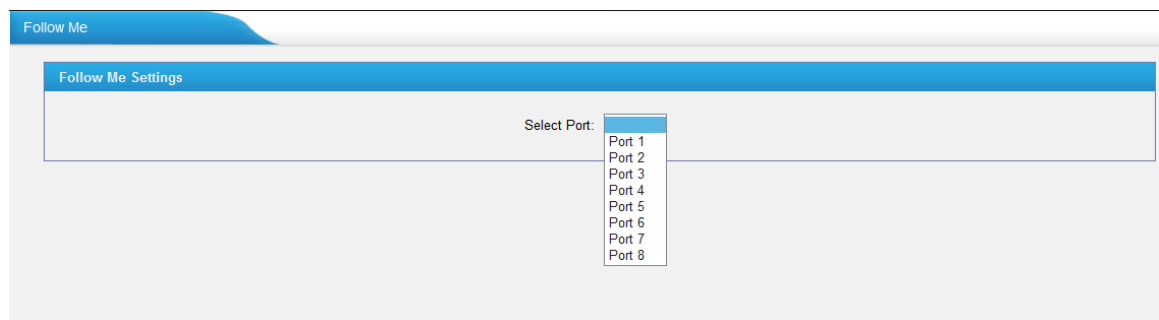 Follow Me
Follow Me Settings
Select Port:
Port 1
Port 2
Port 3
Port 4
Port 5
Port 6
Port 7
Port 8